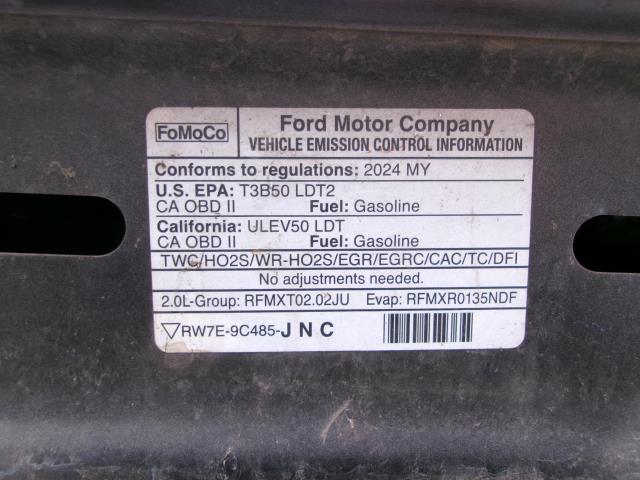 FoMoCo
Ford Motor Company
VEHICLE EMISSION CONTROL INFORMATION
Conforms to regulations: 2024 MY
U.S. EPA: T3B50 LDT2
CA OBD II Fuel: Gasoline
California: ULEV50 LDT
CA OBD II Fuel: Gasoline
TWC/HO2S/WR-HO2S/EGR/EGRC/CAC/TC/DFI
No adjustments needed.
2.0L-Group: RFMXT02.02JU Evap: RFMXR0135NDF
▽RW7E-9C485-J N C